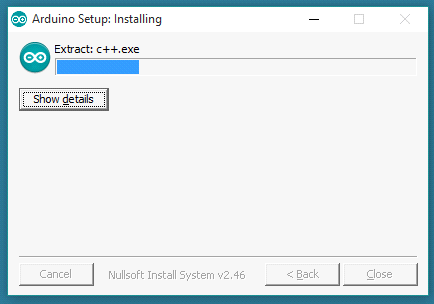 Arduino Setup: Installing
Extract: c++.exe
Show details
Cancel
Nullsoft Install System v2.46
< Back
Close